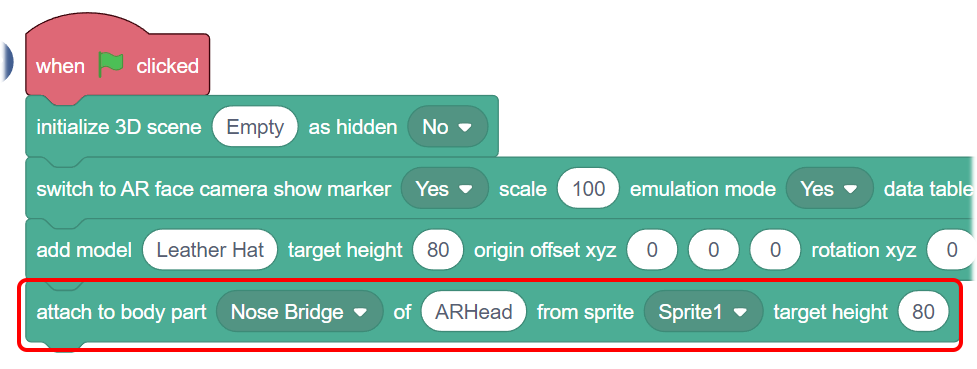 when clicked
initialize 3D scene Empty as hidden No
switch to AR face camera show marker Yes scale 100 emulation mode Yes data table
add model Leather Hat target height 80 origin offset xyz 0 0 0 rotation xyz 0
attach to body part Nose Bridge of ARHead from sprite Sprite1 target height 80